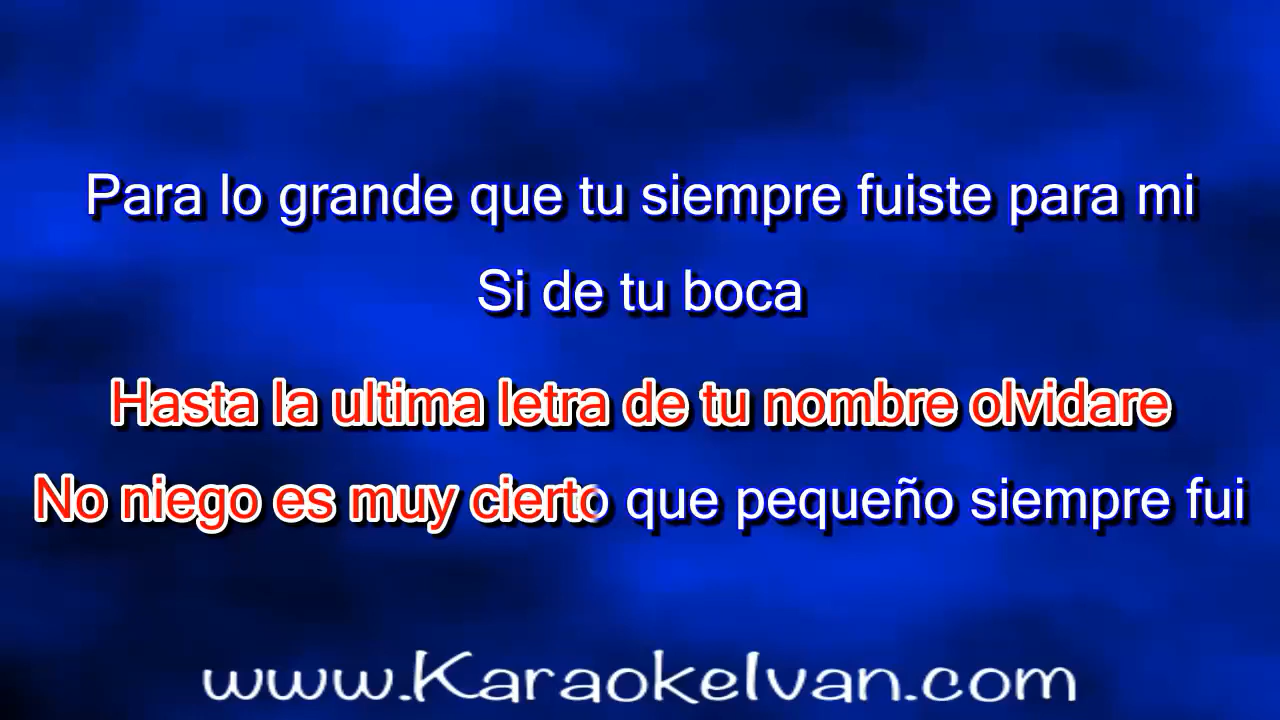 Para lo grande que tu siempre fuiste para mi
Si de tu boca
Hasta la ultima letra de tu nombre olvidare
No niego es muy cierto que pequeño siempre fui
www.KaraokeIvan.com